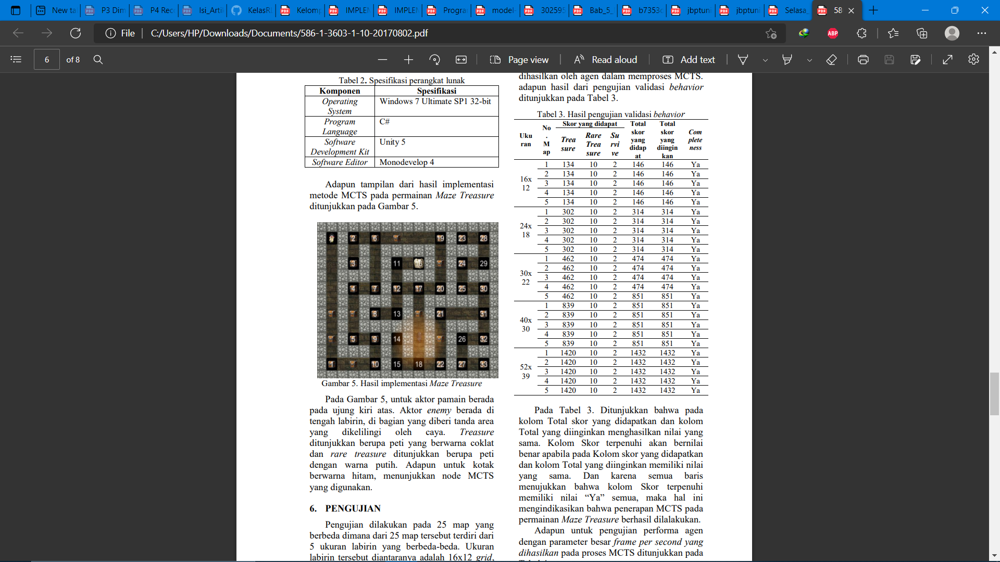 New ta
P3 Dim
P4 Rec
Isi_Arti
KelasR
Kelomp
IMPLEM
IMPLEM
Program
model-
302595
Bab_5_
b7353c
jbptuni
jbptuni
Selasa_
58
File
C:/Users/HP/Downloads/Documents/586-1-3603-1-10-20170802.pdf
ABP
6 of 8
Page view
Read aloud
Add text
Tabel 2. Spesifikasi perangkat lunak
Komponen Spesifikasi
Operating System Windows 7 Ultimate SP1 32-bit
Program Language C#
Software Development Kit Unity 5
Software Editor Monodevelop 4
Adapun tampilan dari hasil implementasi
metode MCTS pada permainan Maze Treasure
ditunjukkan pada Gambar 5.
2 6 19 23 28
3 11 16 24 29
4 7 12 17 20 25 30
8 13 21 31
5 9 14 26 32
1 10 15 18 22 27 33
Gambar 5. Hasil implementasi Maze Treasure
Pada Gambar 5, untuk aktor pamain berada
pada ujung kiri atas. Aktor enemy berada di
tengah labirin, di bagian yang diberi tanda area
yang dikelilingi oleh caya. Treasure
ditunjukkan berupa peti yang berwarna coklat
dan rare treasure ditunjukkan berupa peti
dengan warna putih. Adapun untuk kotak
berwarna hitam, menunjukkan node MCTS
yang digunakan.
6. PENGUJIAN
Pengujian dilakukan pada 25 map yang
berbeda dimana dari 25 map tersebut terdiri dari
5 ukuran labirin yang berbeda-beda. Ukuran
labirin tersebut diantaranya adalah 16x12 grid,
dihasilkan oleh agen dalam memproses MCTS.
adapun hasil dari pengujian validasi behavior
ditunjukkan pada Tabel 3.
Tabel 3. Hasil pengujian validasi behavior
Uku ran
No . M ap
Skor yang didapat
Trea sure
Rare Trea sure
Su rvi ve
Total skor yang didap at
Total skor yang diingin kan
Com plete ness
16x 12
1 134 10 2 146 146 Ya
2 134 10 2 146 146 Ya
3 134 10 2 146 146 Ya
4 134 10 2 146 146 Ya
5 134 10 2 146 146 Ya
24x 18
1 302 10 2 314 314 Ya
2 302 10 2 314 314 Ya
3 302 10 2 314 314 Ya
4 302 10 2 314 314 Ya
5 302 10 2 314 314 Ya
30x 22
1 462 10 2 474 474 Ya
2 462 10 2 474 474 Ya
3 462 10 2 474 474 Ya
4 462 10 2 474 474 Ya
5 462 10 2 851 851 Ya
40x 30
1 839 10 2 851 851 Ya
2 839 10 2 851 851 Ya
3 839 10 2 851 851 Ya
4 839 10 2 851 851 Ya
5 839 10 2 851 851 Ya
52x 39
1 1420 10 2 1432 1432 Ya
2 1420 10 2 1432 1432 Ya
3 1420 10 2 1432 1432 Ya
4 1420 10 2 1432 1432 Ya
5 1420 10 2 1432 1432 Ya
Pada Tabel 3. Ditunjukkan bahwa pada
kolom Total skor yang didapatkan dan kolom
Total yang diinginkan menghasilkan nilai yang
sama. Kolom Skor terpenuhi akan bernilai
benar apabila pada Kolom skor yang didapatkan
dan kolom Total yang diinginkan memiliki nilai
yang sama. Dan karena semua baris
menujukkan bahwa kolom Skor terpenuhi
memiliki nilai “Ya” semua, maka hal ini
mengindikasikan bahwa penerapan MCTS pada
permainan Maze Treasure berhasil dilalakukan.
Adapun untuk pengujian performa agen
dengan parameter besar frame per second yang
dihasilkan pada proses MCTS ditunjukkan pada